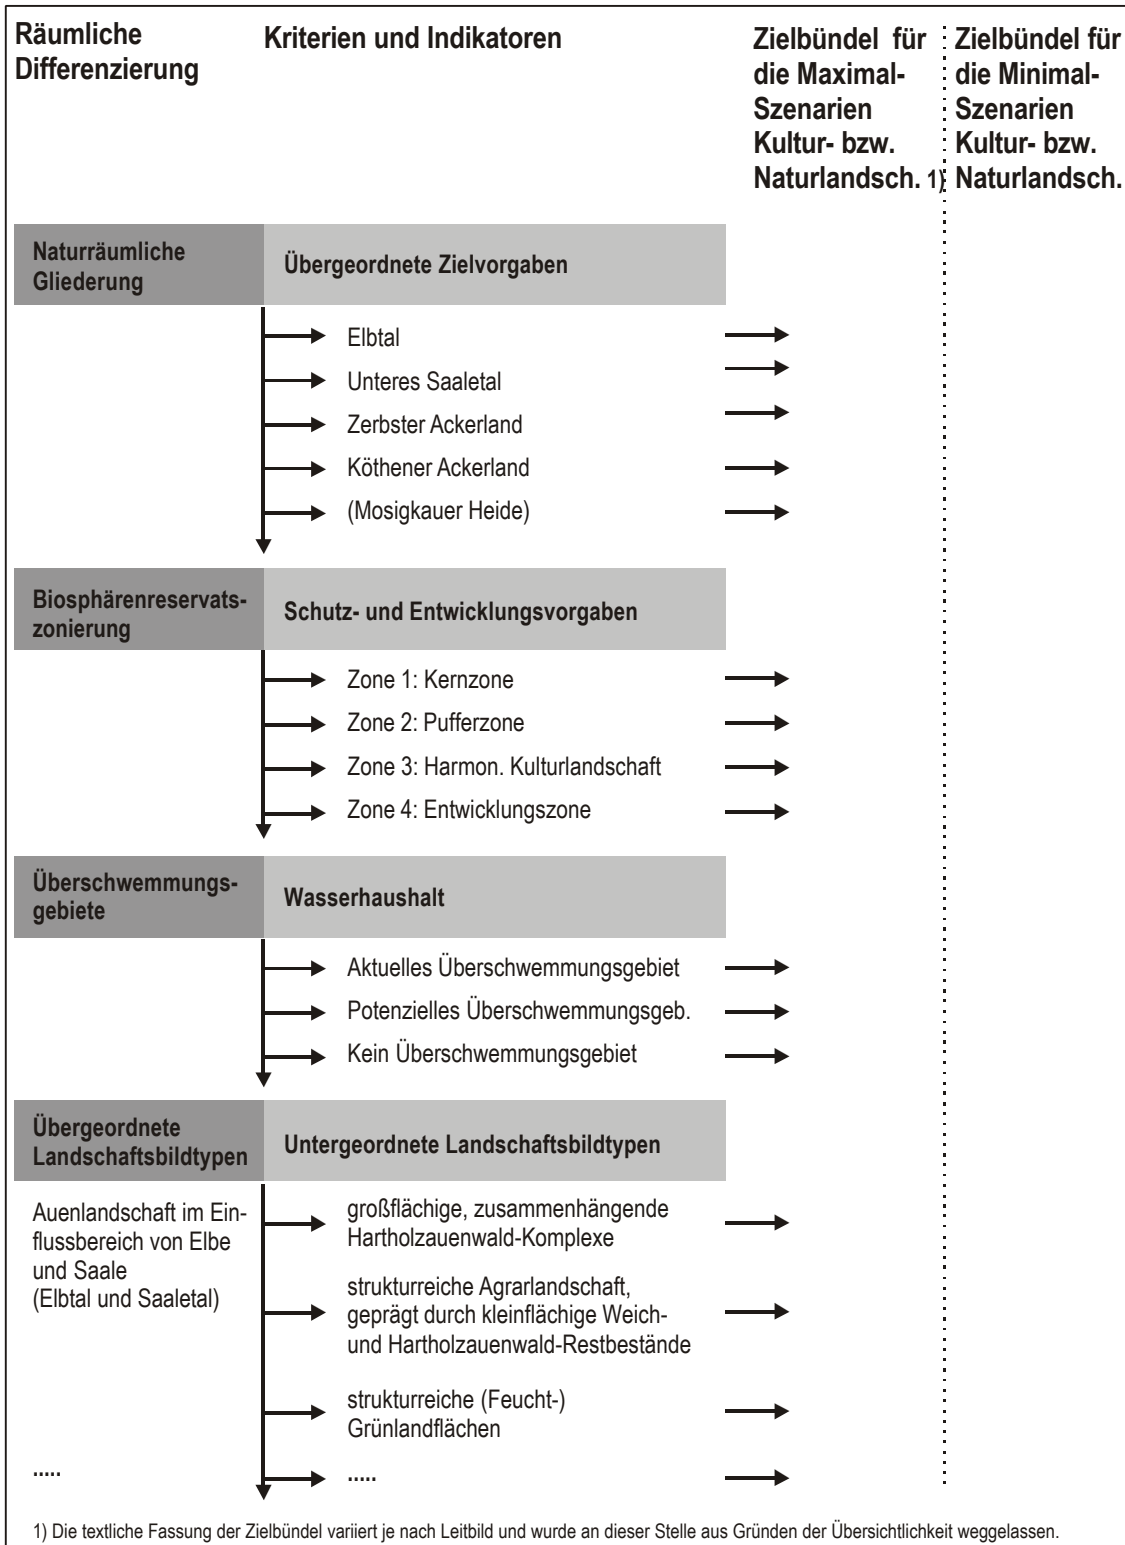 Räumliche
Differenzierung
Kriterien und Indikatoren
Zielbündel für
die Maximal-
Szenarien
Kultur- bzw.
Naturlandsch. 1)
Zielbündel für
die Minimal-
Szenarien
Kultur- bzw.
Naturlandsch.
Naturräumliche
Gliederung
Übergeordnete Zielvorgaben
Elbtal
Unteres Saaletal
Zerbster Ackerland
Köthener Ackerland
(Mosigkauer Heide)
Biosphärenreservats-
zonierung
Schutz- und Entwicklungsvorgaben
Zone 1: Kernzone
Zone 2: Pufferzone
Zone 3: Harmon. Kulturlandschaft
Zone 4: Entwicklungszone
Überschwemmungs-
gebiete
Wasserhaushalt
Aktuelles Überschwemmungsgebiet
Potenzielles Überschwemmungsgeb.
Kein Überschwemmungsgebiet
Übergeordnete
Landschaftsbildtypen
Untergeordnete Landschaftsbildtypen
Auenlandschaft im Ein-
flussbereich von Elbe
und Saale
(Elbtal und Saaletal)
großflächige, zusammenhängende
Hartholzauenwald-Komplexe
strukturreiche Agrarlandschaft,
geprägt durch kleinflächige Weich-
und Hartholzauenwald-Restbestände
strukturreiche (Feucht-)
Grünlandflächen
.....
.....
1) Die textliche Fassung der Zielbündel variiert je nach Leitbild und wurde an dieser Stelle aus Gründen der Übersichtlichkeit weggelassen.